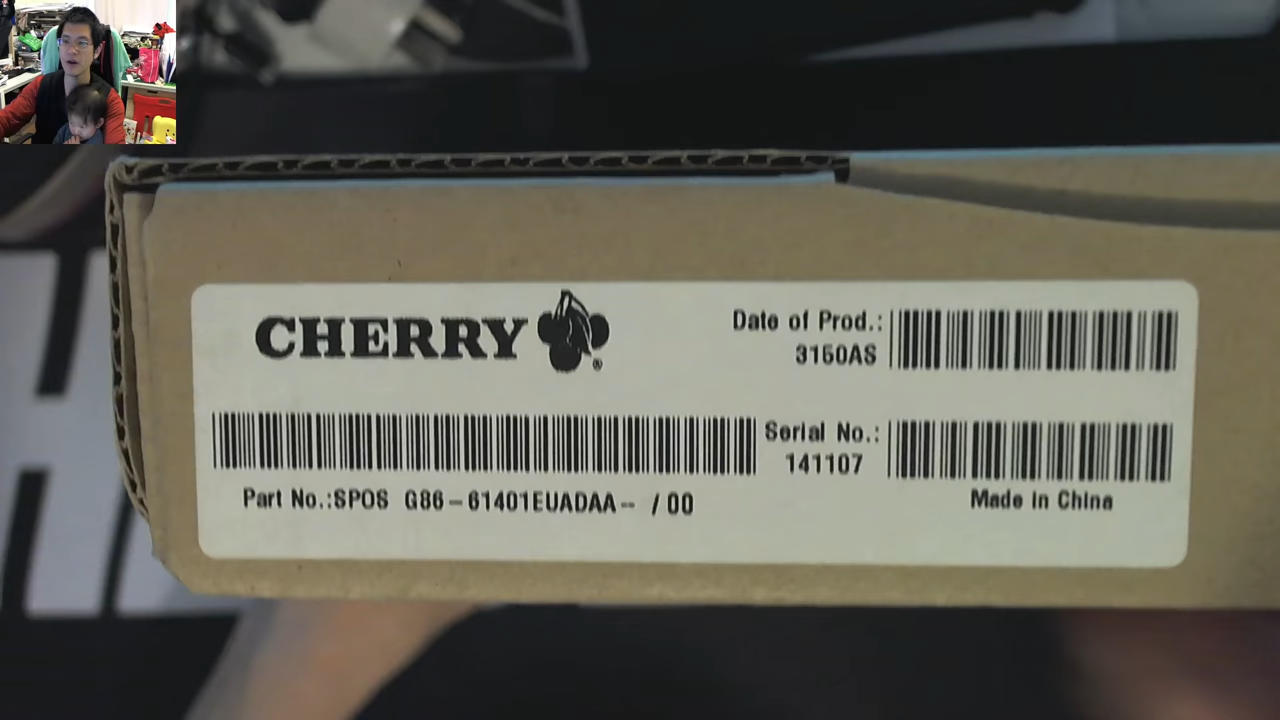 CHERRY
®
Date of Prod.:
3150AS
Serial No.:
141107
Part No.:SPOS G86-61401EUADAA- /00
Made in China